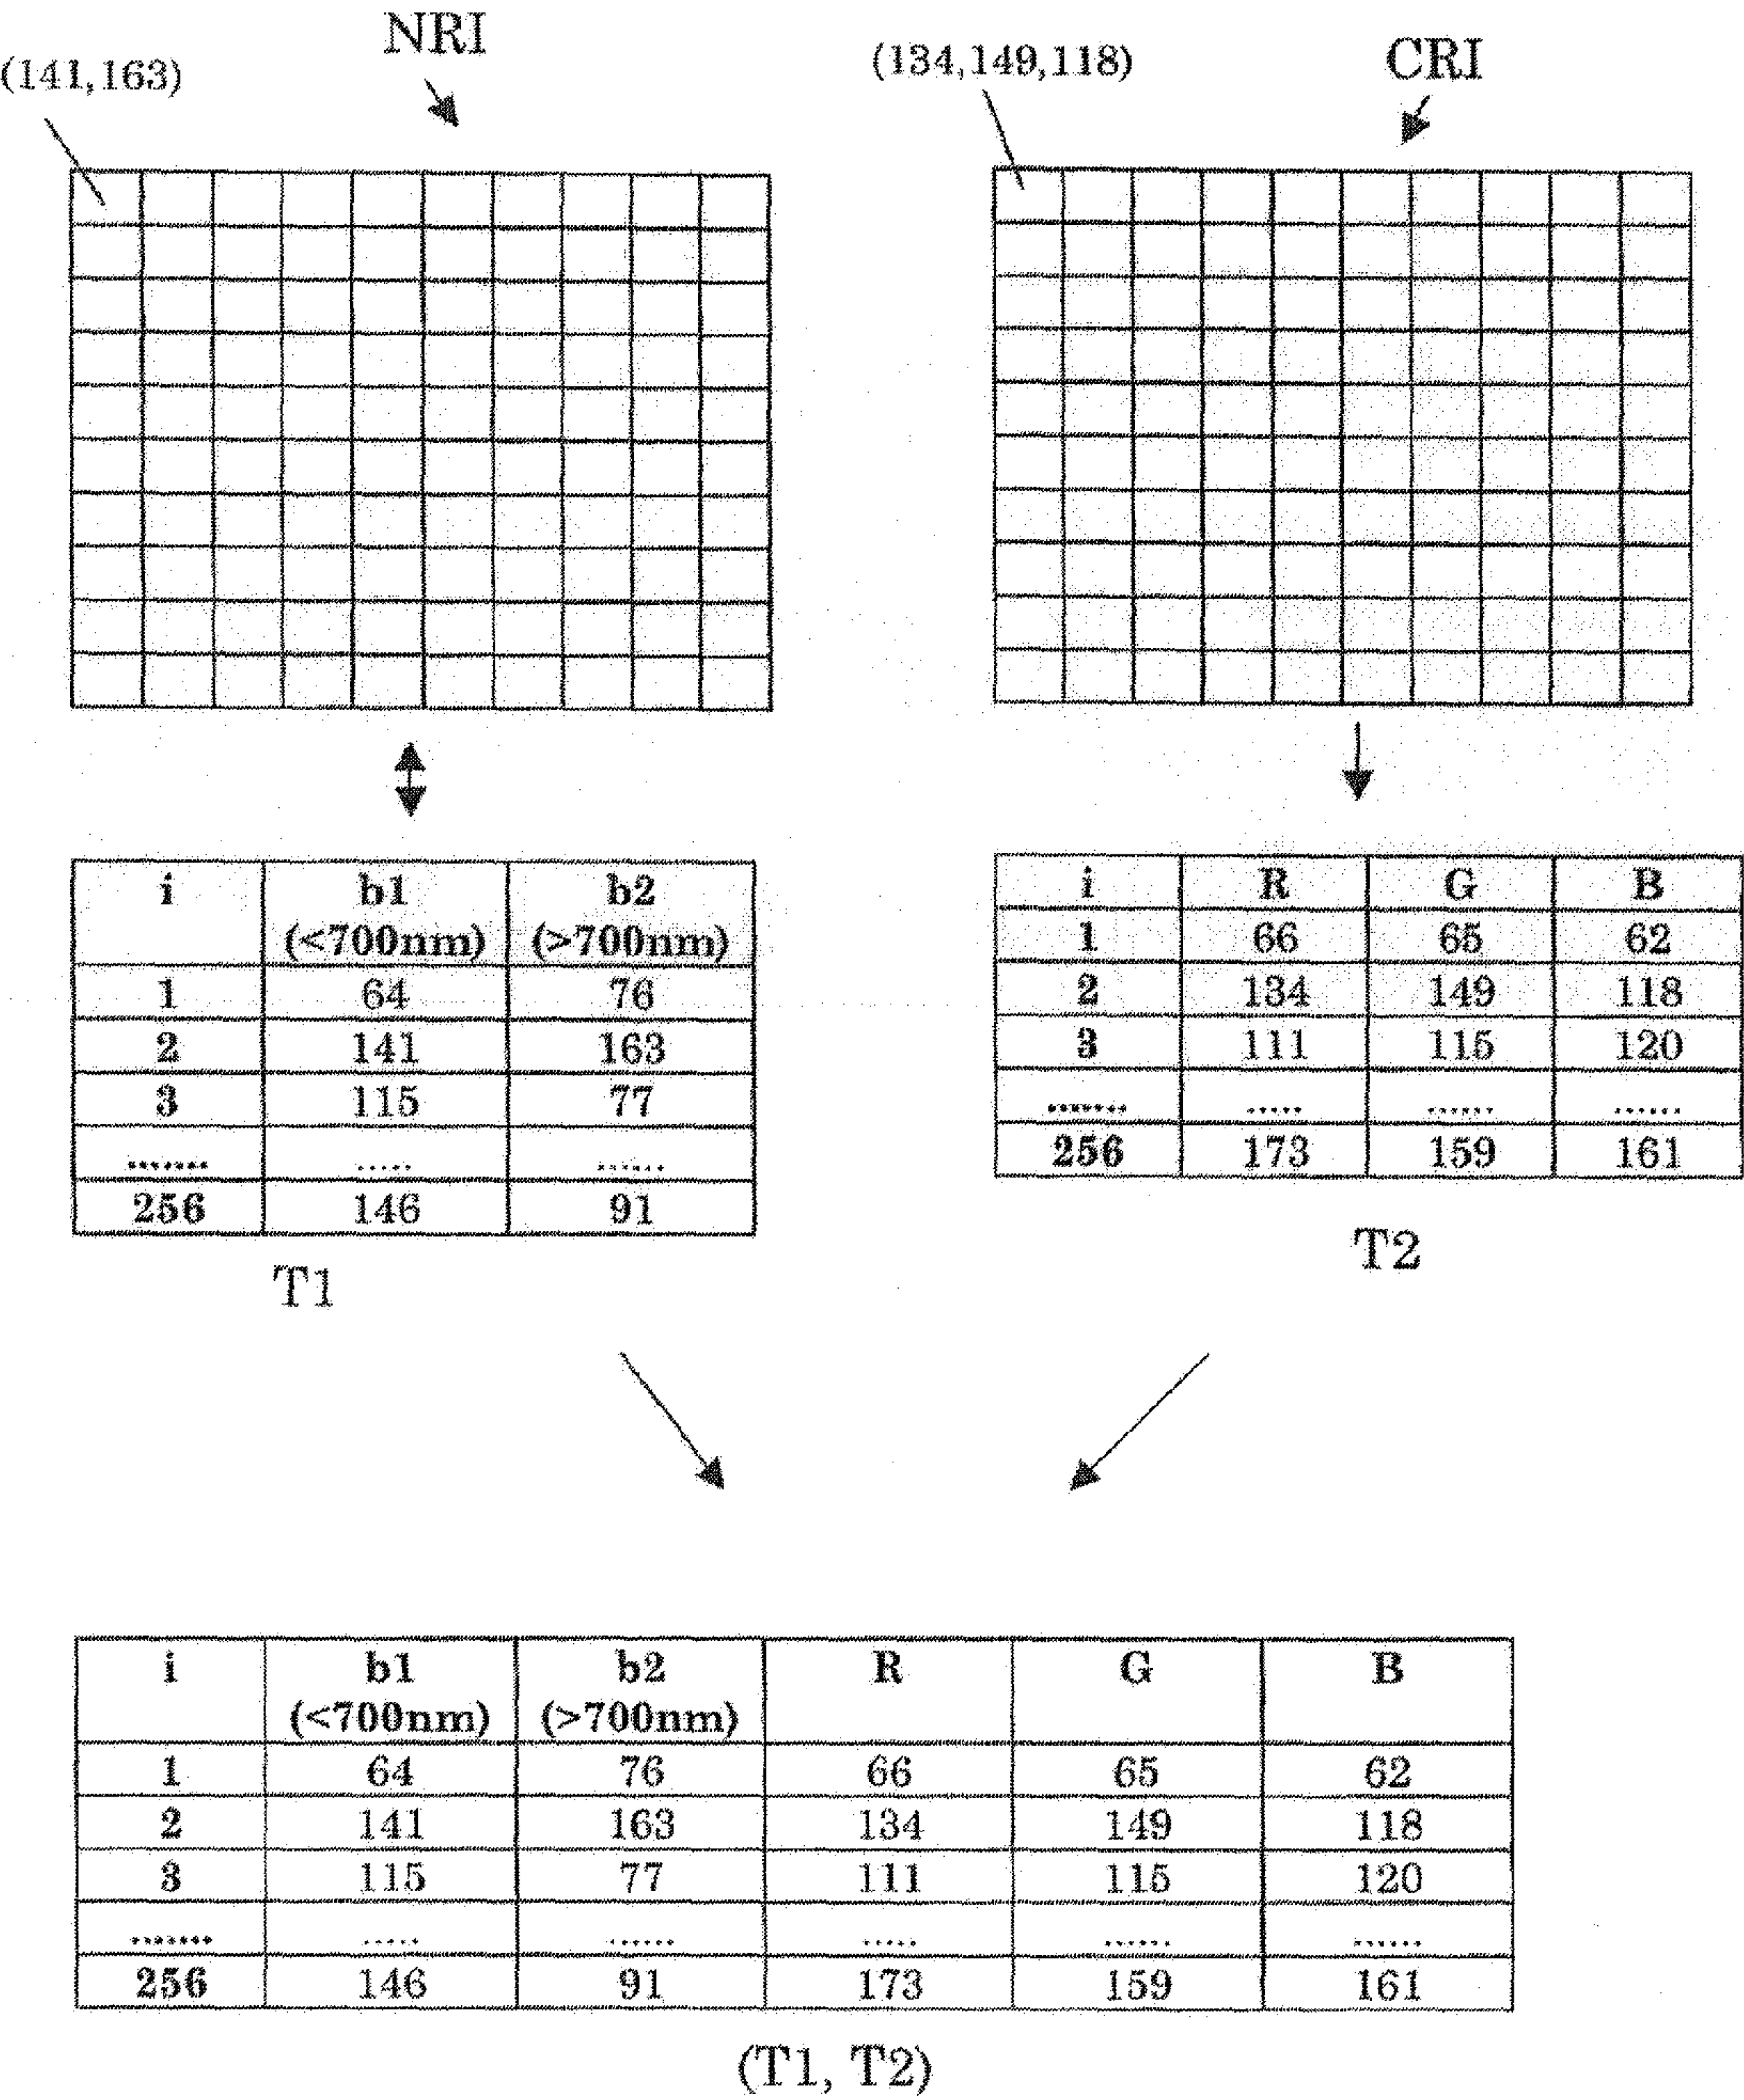 NRI
(141,163)
(134,149,118)
CRI
i b1 b2
(<700nm) (>700nm)
1 64 76
2 141 163
3 115 77
....... ..... ......
256 146 91
T1
i R G B
1 66 65 62
2 134 149 118
3 111 115 120
....... ..... ...... ......
256 173 159 161
T2
i b1 b2 R G B
(<700nm) (>700nm)
1 64 76 66 65 62
2 141 163 134 149 118
3 115 77 111 115 120
....... ..... ...... ..... ...... ......
256 146 91 173 159 161
(T1, T2)